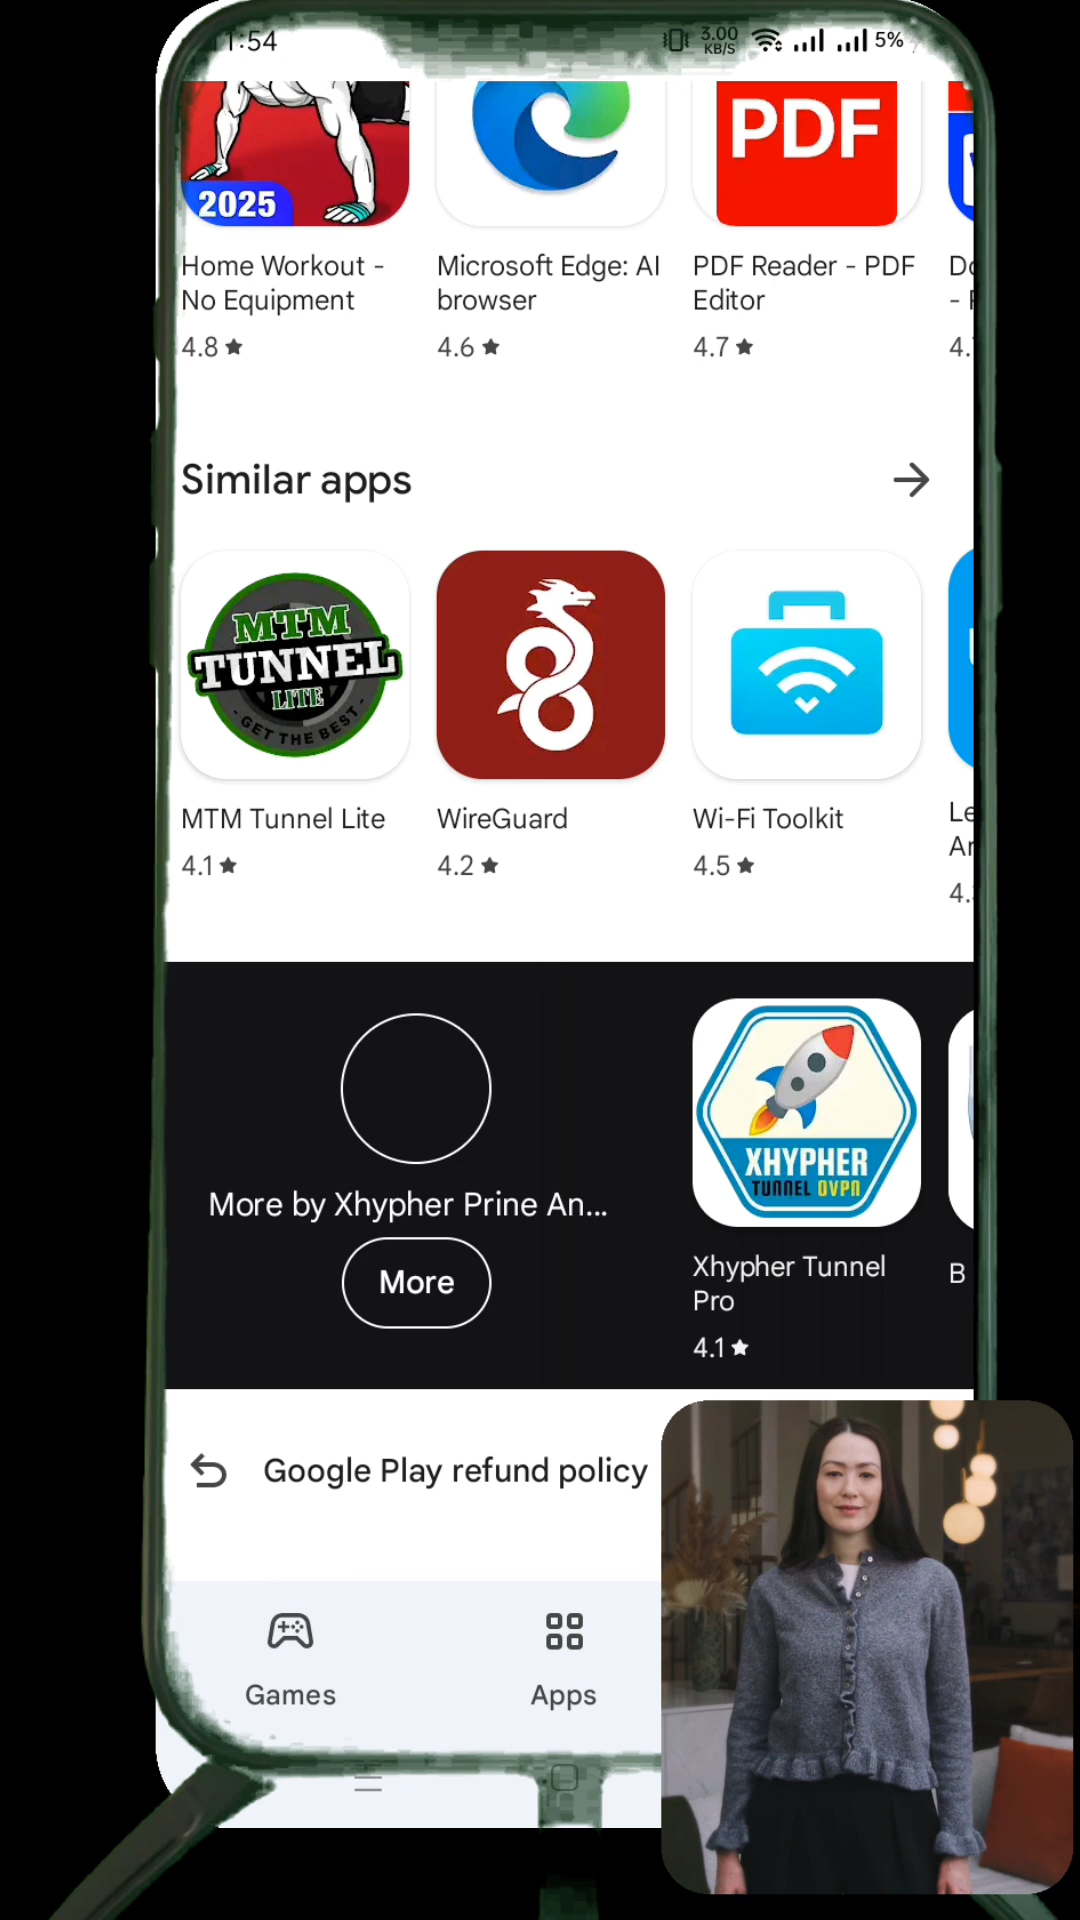 1:54
3.00
KB/S
5%
PDF
2025
Home Workout -
No Equipment
Microsoft Edge: AI
browser
PDF Reader - PDF
Editor
4.8
4.6
4.7
Similar apps
MTM
TUNNEL
LITE
- GET THE BEST -
MTM Tunnel Lite
WireGuard
Wi-Fi Toolkit
4.1
4.2
4.5
XHYPHER
TUNNEL OVPN
More by Xhypher Prine An...
More
Xhypher Tunnel
Pro
B
4.1
Google Play refund policy
Games
Apps